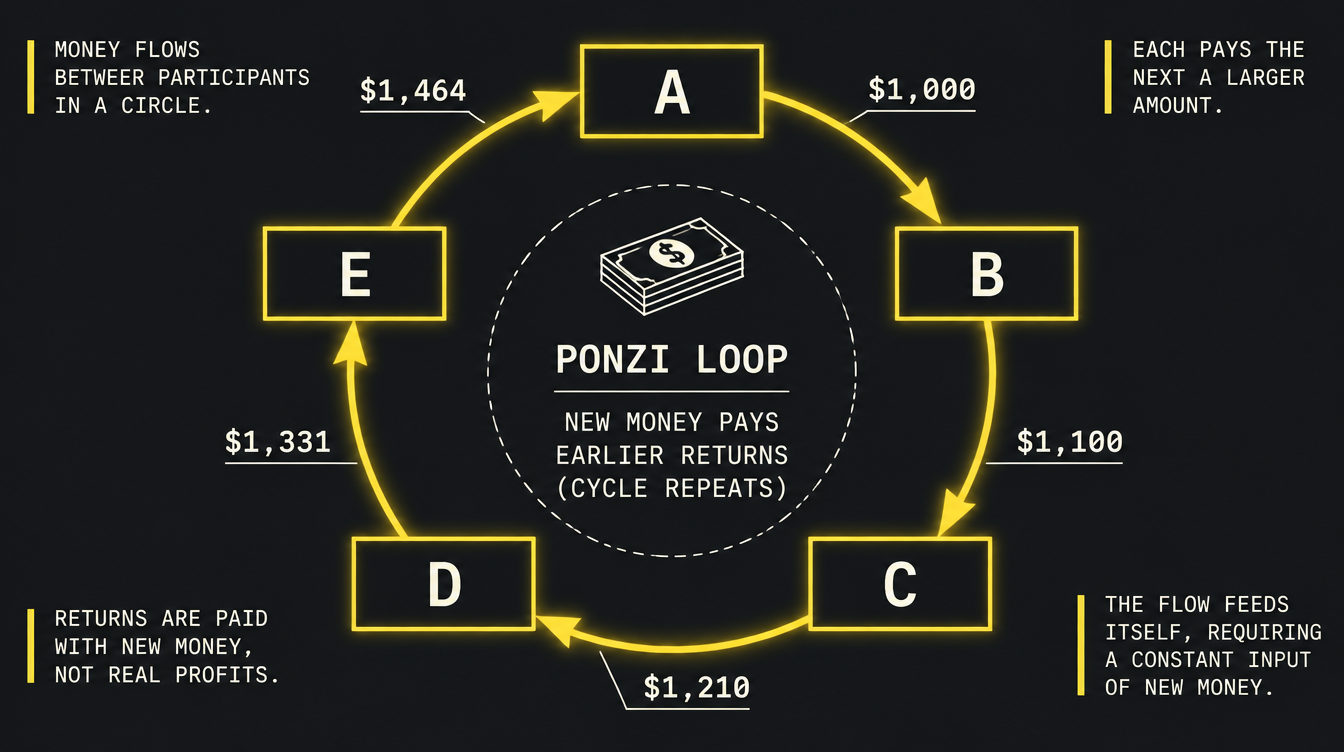 MONEY FLOWS
BETWEER PARTICIPANTS
IN A CIRCLE.
EACH PAYS THE
NEXT A LARGER
AMOUNT.
$1,464
A
$1,000
E
B
$
PONZI LOOP
NEW MONEY PAYS
EARLIER RETURNS
(CYCLE REPEATS)
$1,331
$1,100
D
C
$1,210
RETURNS ARE PAID
WITH NEW MONEY,
NOT REAL PROFITS.
THE FLOW FEEDS
ITSELF, REQUIRING
A CONSTANT INPUT
OF NEW MONEY.